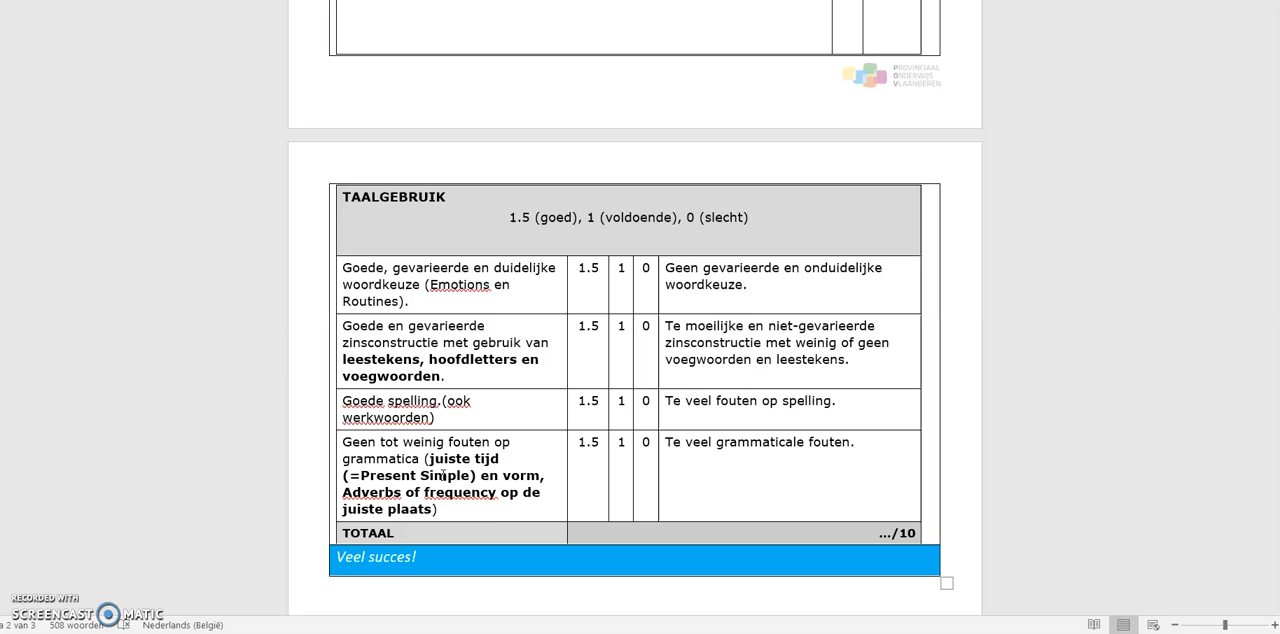 PROVINCIAAL
ONDERWIJS
VLAANDEREN
TAALGEBRUIK
1.5 (goed), 1 (voldoende), 0 (slecht)
Goede, gevarieerde en duidelijke
woordkeuze (Emotions en
Routines).
1.5 1 0
Geen gevarieerde en onduidelijke
woordkeuze.
Goede en gevarieerde
zinsconstructie met gebruik van
leestekens, hoofdletters en
voegwoorden.
1.5 1 0
Te moeilijke en niet-gevarieerde
zinsconstructie met weinig of geen
voegwoorden en leestekens.
Goede spelling.(ook
werkwoorden)
1.5 1 0
Te veel fouten op spelling.
Geen tot weinig fouten op
grammatica (juiste tijd
(=Present Simple) en vorm,
Adverbs of frequency op de
juiste plaats)
1.5 1 0
Te veel grammaticale fouten.
TOTAAL
.../10
Veel succes!
RECORDED WITH
SCREENCAST MATIC
a 2 van 3 508 woorden Nederlands (België)